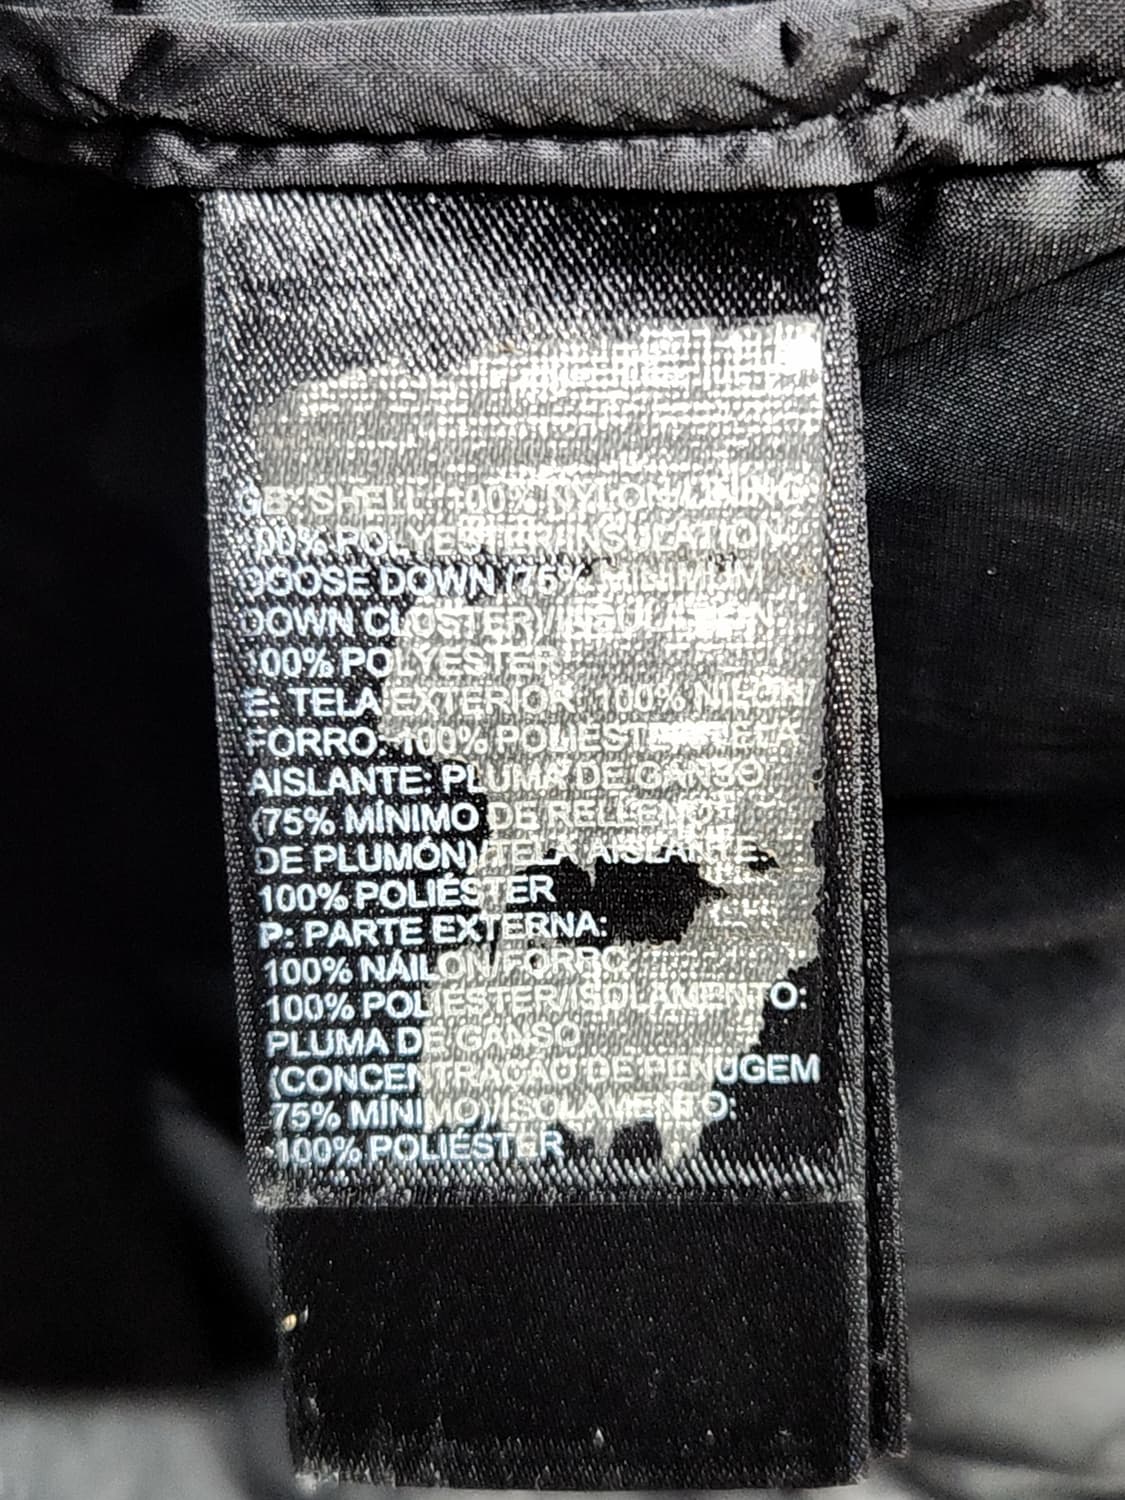 GB: SHELL: 100% NYLON/LINING:
100% POLYESTER/INSULATION:
GOOSE DOWN (75% MINIMUM
DOWN CLUSTER)/INSULATION:
100% POLYESTER
E: TELA EXTERIOR: 100% NILÓN/
FORRO: 100% POLIÉSTER/TELA
AISLANTE: PLUMA DE GANSO
(75% MÍNIMO DE RELLENO
DE PLUMÓN)/TELA AISLANTE:
100% POLIÉSTER
P: PARTE EXTERNA:
100% NÁILON/FORRO:
100% POLIÉSTER/ISOLAMENTO:
PLUMA DE GANSO
(CONCENTRAÇÃO DE PENUGEM
75% MÍNIMO)/ISOLAMENTO:
100% POLIÉSTER